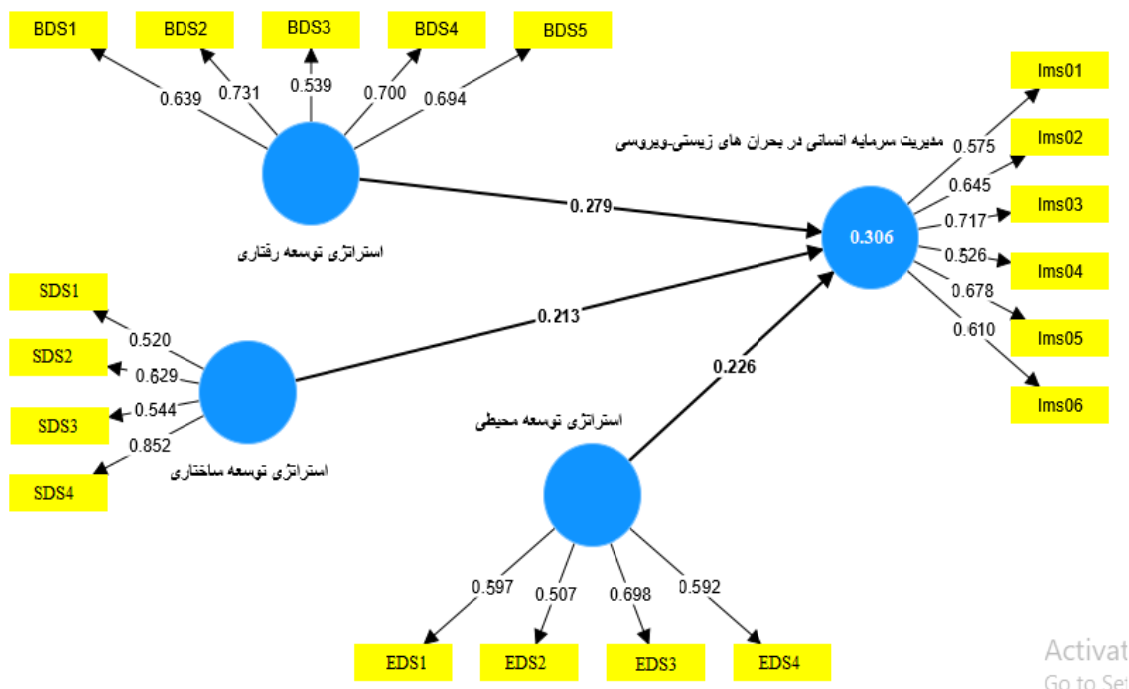 BDS1 BDS2 BDS3 BDS4 BDS5
0.639 0.731 0.539 0.700 0.694
استراتژی توسعه رفتاری
0.279
مدیریت سرمایه انسانی در بحران های زیستی-ویروسی
0.306
Ims01
0.575
Ims02
0.645
Ims03
0.717
Ims04
0.526
Ims05
0.678
Ims06
0.610
SDS1
0.520
SDS2
0.629
SDS3
0.544
SDS4
0.852
استراتژی توسعه ساختاری
0.213
0.226
استراتژی توسعه محیطی
0.597 0.507 0.698 0.592
EDS1 EDS2 EDS3 EDS4
Activat
Go to Set